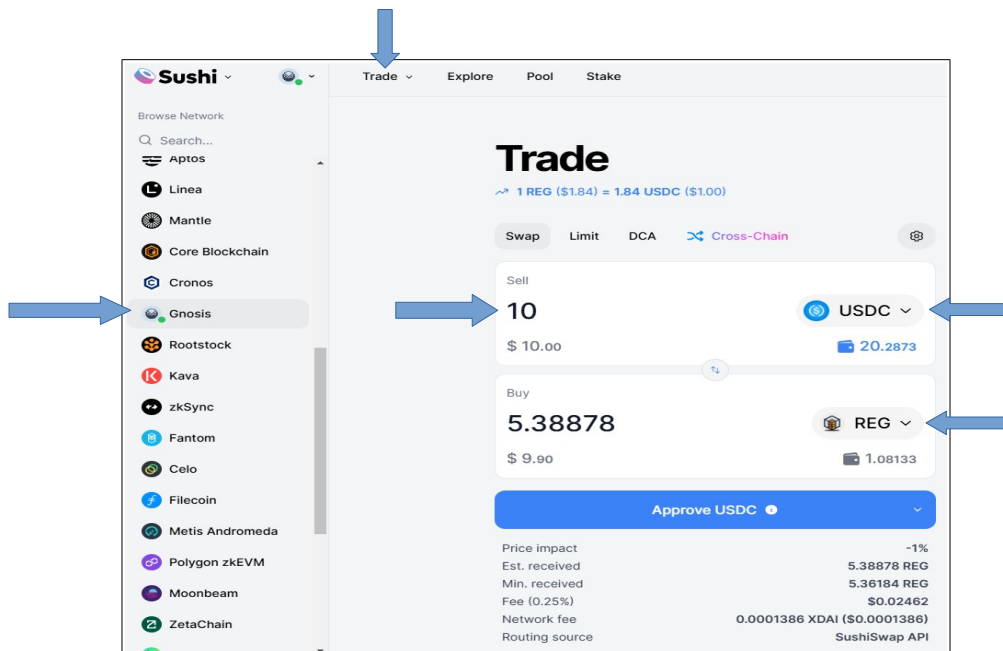 Sushi
Trade Explore Pool Stake
Browse Network
Search...
Aptos
Linea
Mantle
Core Blockchain
Cronos
Gnosis
Rootstock
Kava
zkSync
Fantom
Celo
Filecoin
Metis Andromeda
Polygon zkEVM
Moonbeam
ZetaChain
Trade
1 REG ($1.84) = 1.84 USDC ($1.00)
Swap Limit DCA Cross-Chain
Sell
10 USDC
$ 10.00 20.2873
Buy
5.38878 REG
$ 9.90 1.08133
Approve USDC
Price impact -1%
Est. received 5.38878 REG
Min. received 5.36184 REG
Fee (0.25%) $0.02462
Network fee 0.0001386 XDAI ($0.0001386)
Routing source SushiSwap API